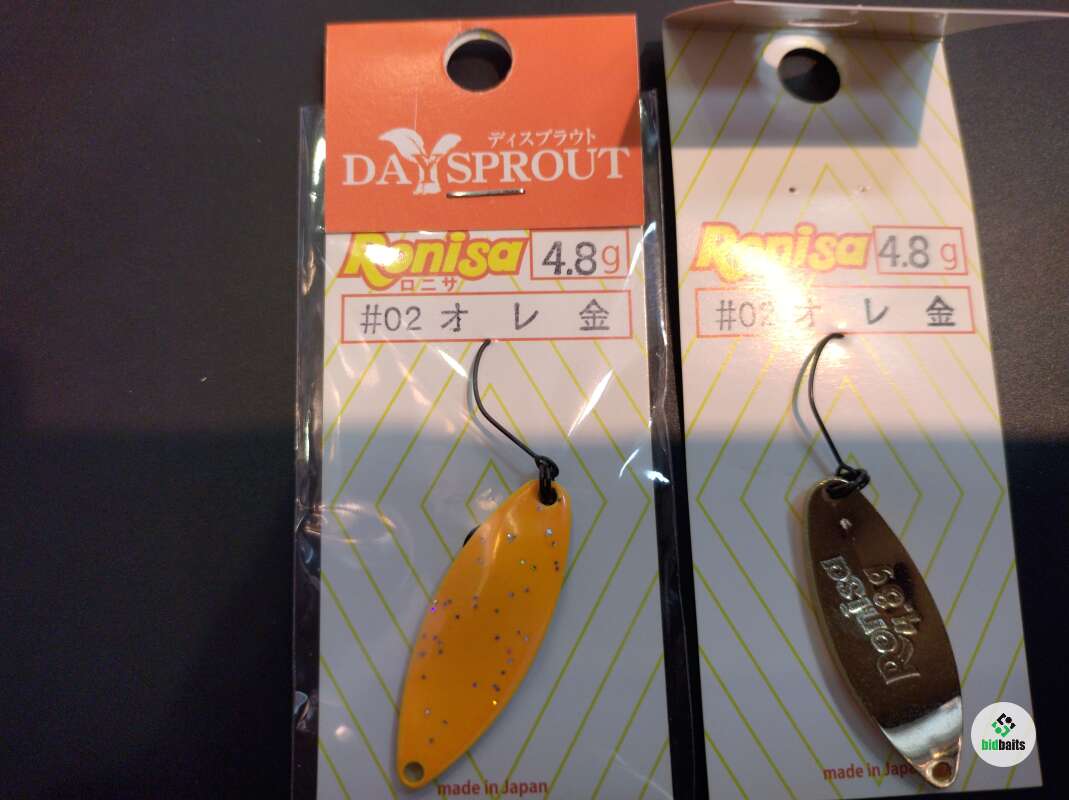 ディスプラウト
DAYSPROUT
Ronisa 4.8g
ロニサ
#02 オ レ 金
made in Japan
Ronisa 4.8g
#02 オ レ 金
Ronisa
4.8g
made in Japa
bidbaits